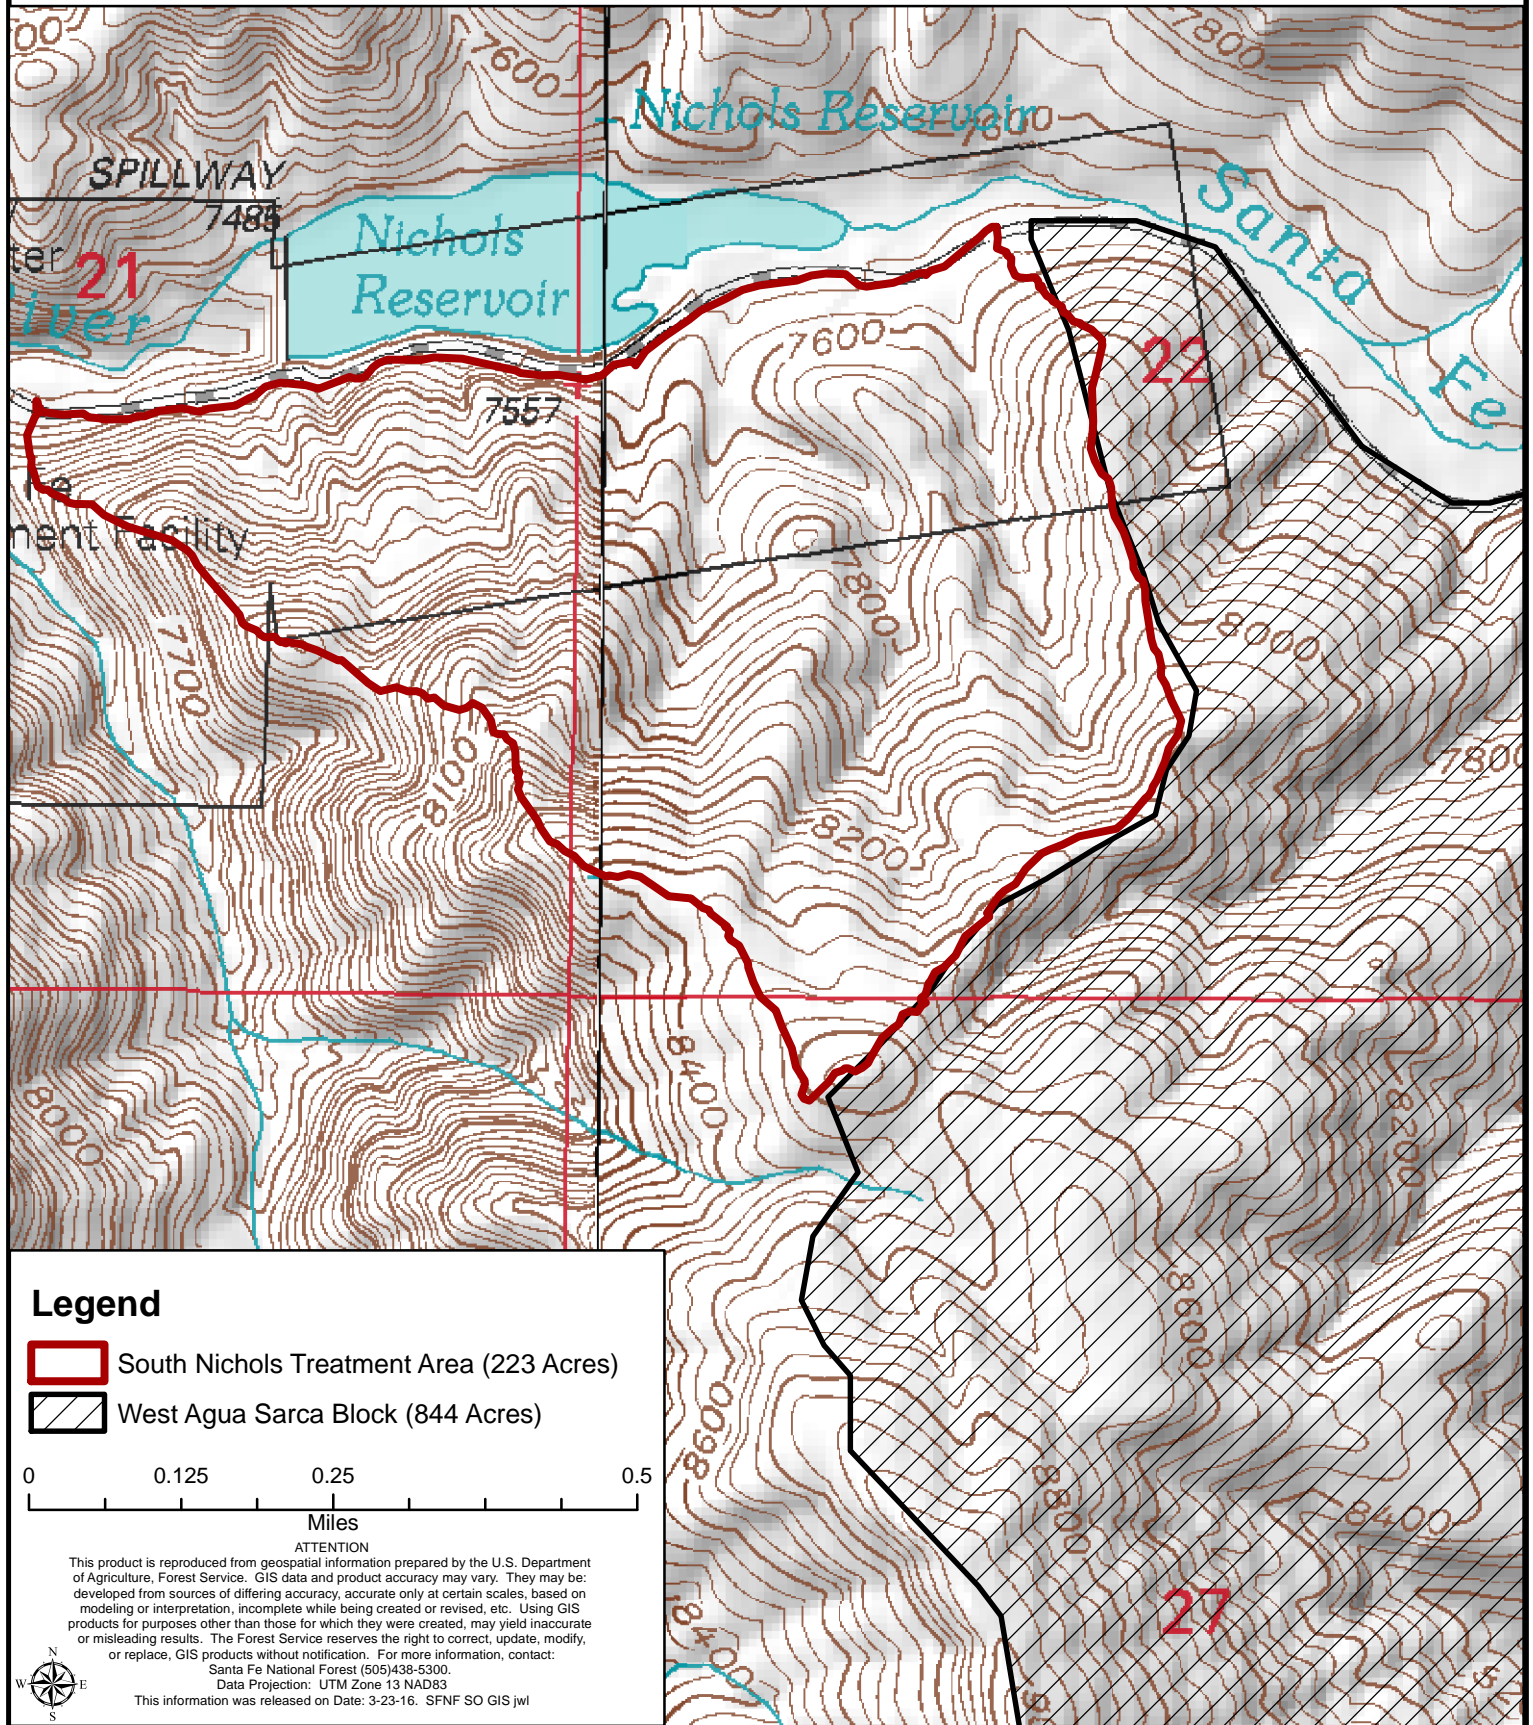 7600
7800
Nichols Reservoir
SPILLWAY
7485
Nichols
Reservoir
Santa
Fe
ter
21
iver
7600
22
7557
ment Facility
7800
7700
8000
8100
7800
8200
8400
8000
8200
8600
8600
8800
8400
8400
27
Legend
South Nichols Treatment Area (223 Acres)
West Agua Sarca Block (844 Acres)
0 0.125 0.25 0.5
Miles
ATTENTION
This product is reproduced from geospatial information prepared by the U.S. Department
of Agriculture, Forest Service. GIS data and product accuracy may vary. They may be:
developed from sources of differing accuracy, accurate only at certain scales, based on
modeling or interpretation, incomplete while being created or revised, etc. Using GIS
products for purposes other than those for which they were created, may yield inaccurate
or misleading results. The Forest Service reserves the right to correct, update, modify,
or replace, GIS products without notification. For more information, contact:
Santa Fe National Forest (505)438-5300.
Data Projection: UTM Zone 13 NAD83
This information was released on Date: 3-23-16. SFNF SO GIS jwl
N
W E
S